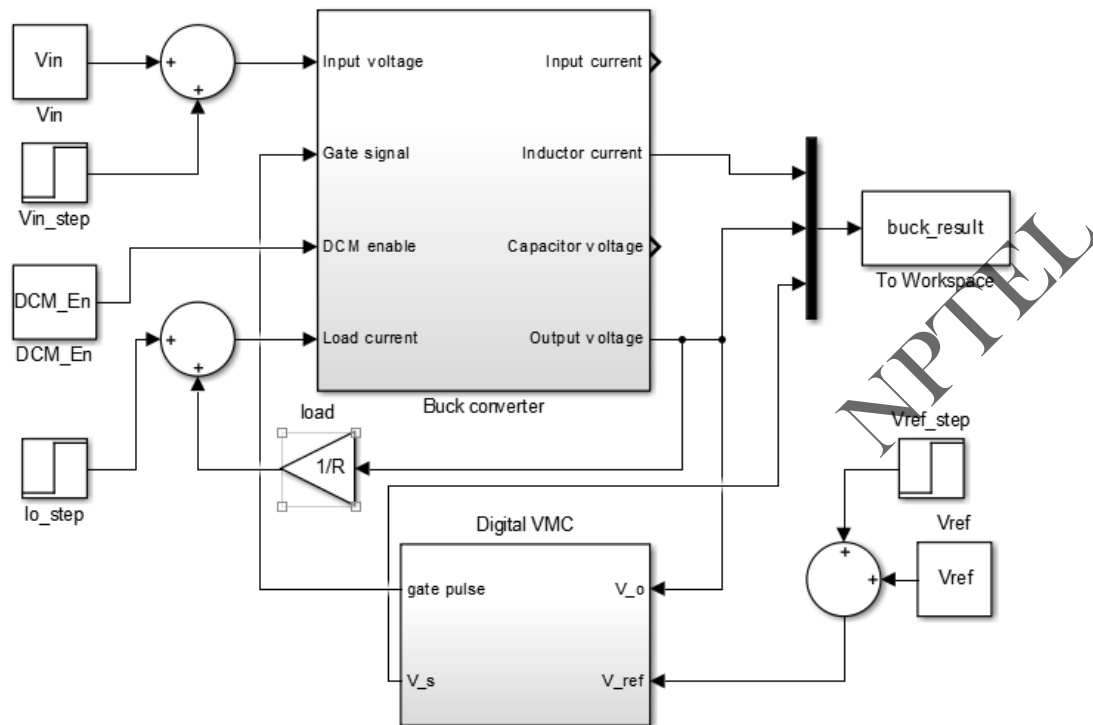 Vin
Vin
+
+
Vin_step
DCM_En
DCM_En
+
+
Io_step
Input voltage
Gate signal
DCM enable
Load current
Input current
Inductor current
Capacitor voltage
Output voltage
Buck converter
load
1/R
buck_result
To Workspace
NPTEL
Digital VMC
gate pulse
V_s
V_o
V_ref
Vref_step
Vref
Vref
+
+